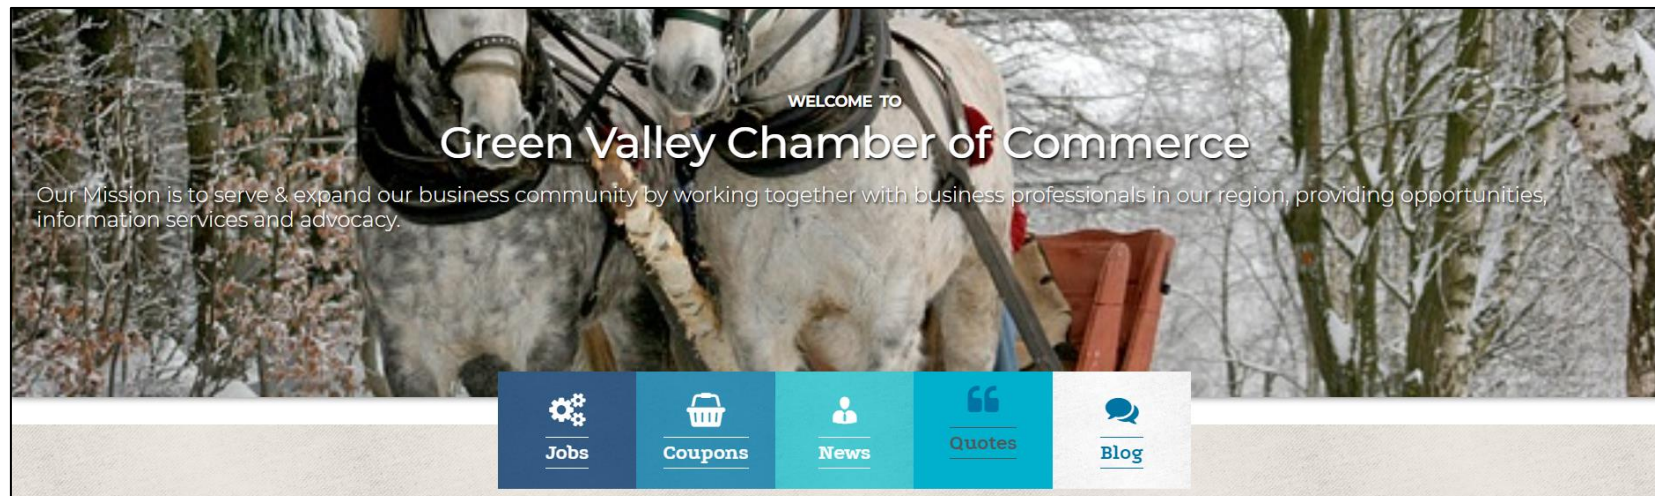 WELCOME TO
Green Valley Chamber of Commerce
Our Mission is to serve & expand our business community by working together with business professionals in our region, providing opportunities,
information services and advocacy.
Jobs
Coupons
News
Quotes
Blog